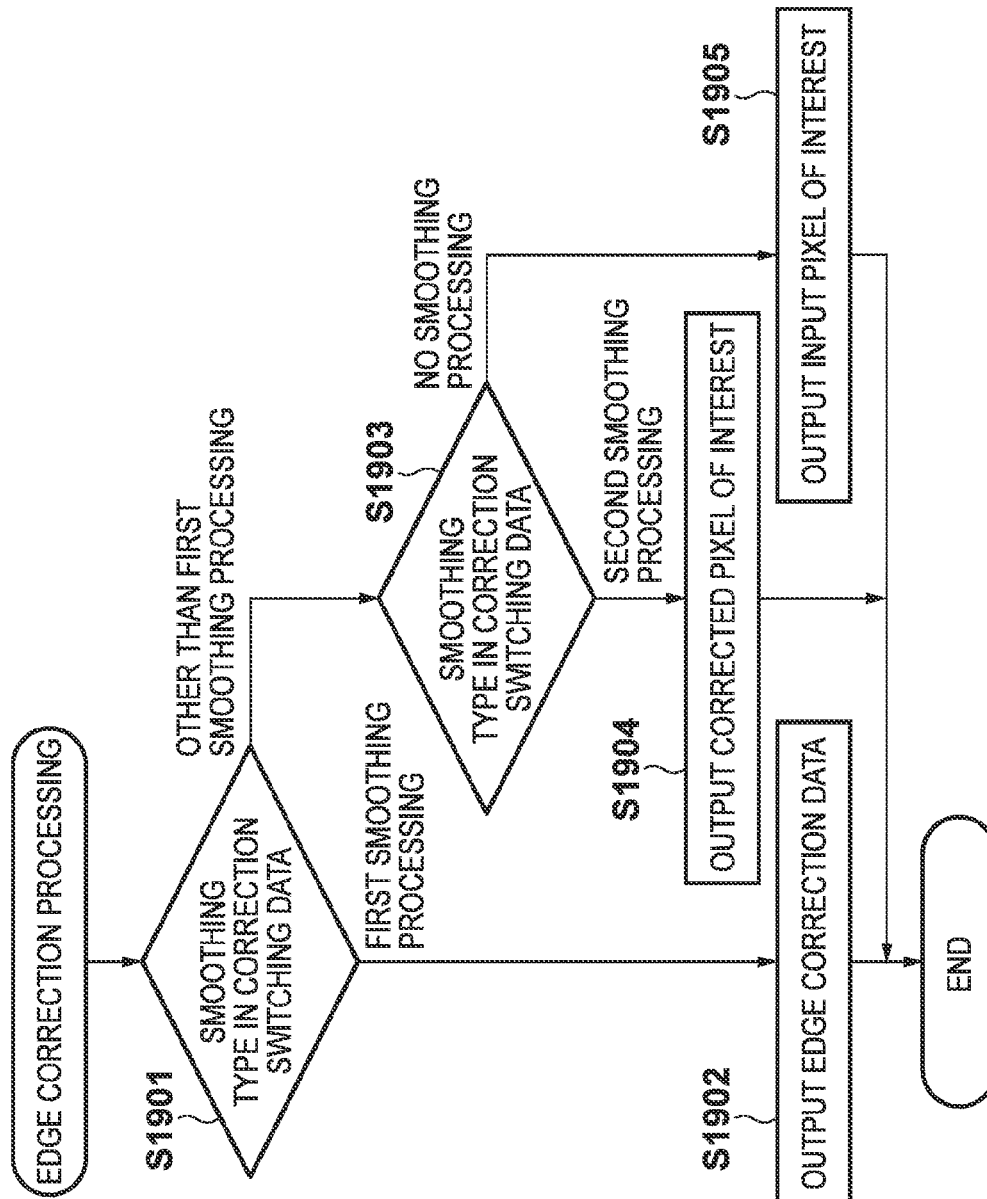 EDGE CORRECTION PROCESSING
S1901
SMOOTHING
TYPE IN CORRECTION
SWITCHING DATA
OTHER THAN FIRST
SMOOTHING PROCESSING
FIRST SMOOTHING
PROCESSING
S1903
SMOOTHING
TYPE IN CORRECTION
SWITCHING DATA
NO SMOOTHING
PROCESSING
SECOND SMOOTHING
PROCESSING
S1904
OUTPUT CORRECTED PIXEL OF INTEREST
S1902
OUTPUT EDGE CORRECTION DATA
S1905
OUTPUT INPUT PIXEL OF INTEREST
END